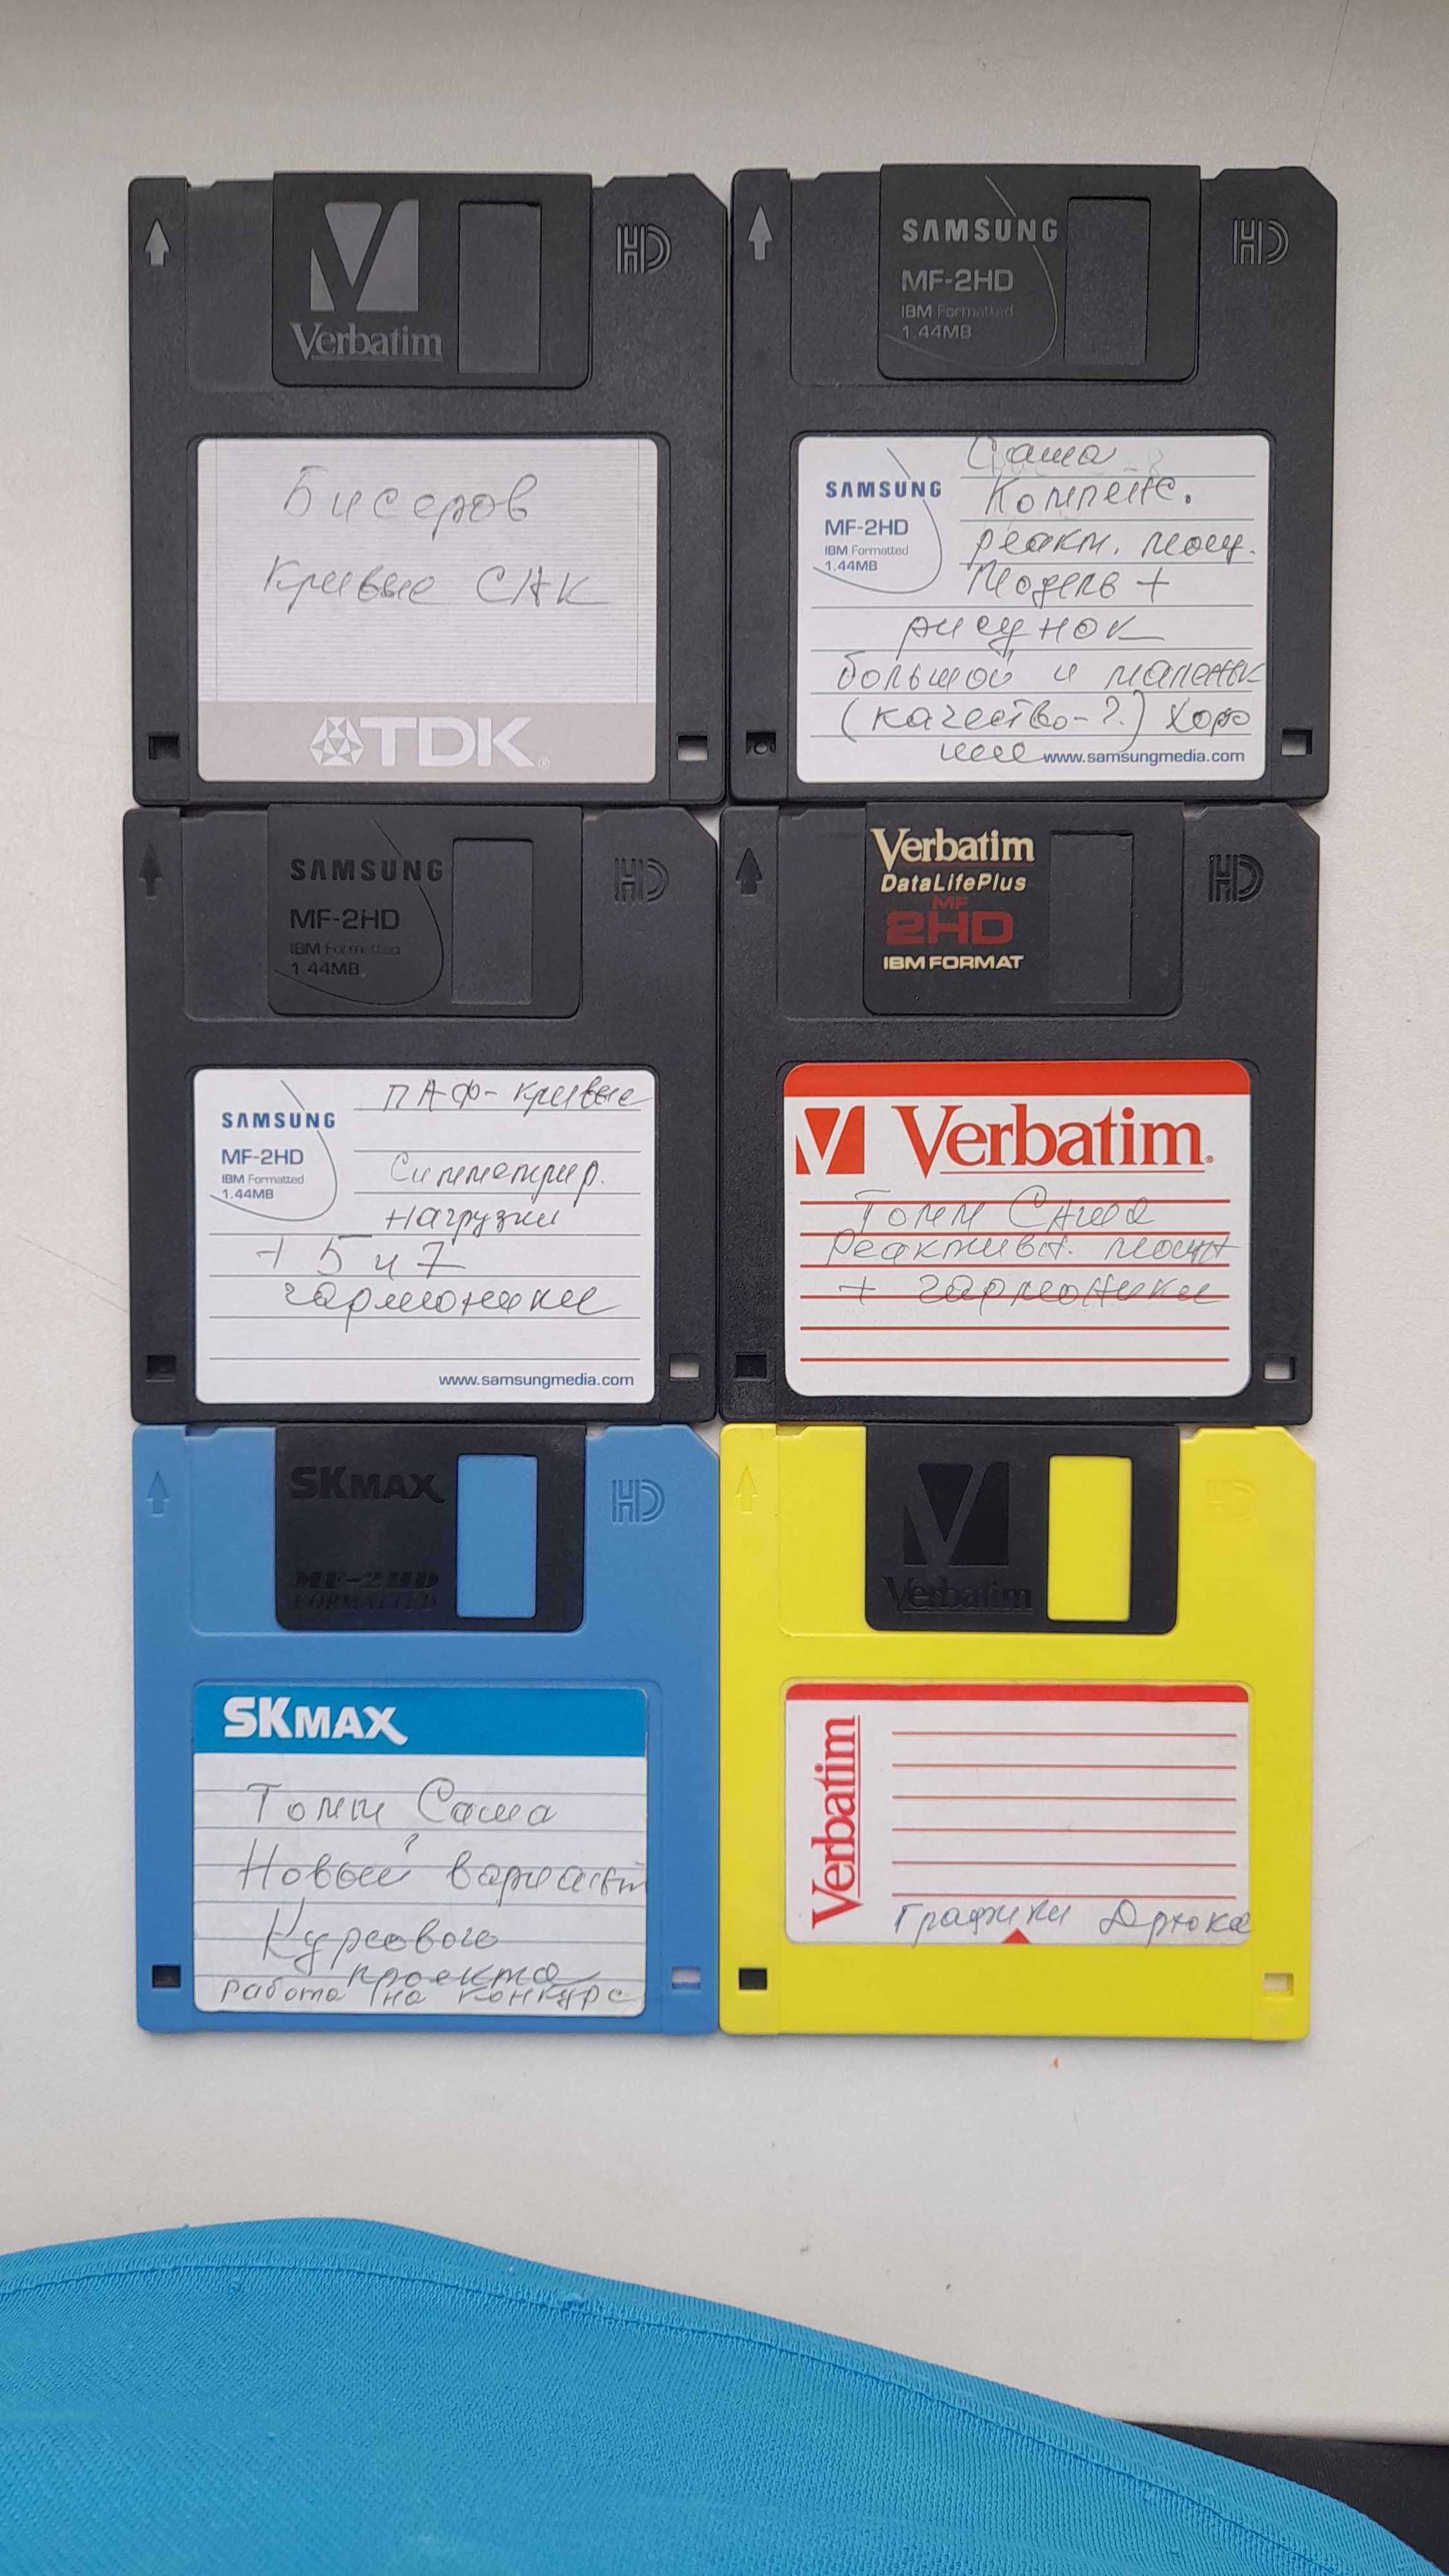 Verbatim
HD
Бисеров
Кривые САК
TDK
SAMSUNG
MF-2HD
IBM Formatted
1.44MB
HD
Саша
SAMSUNG
Компенс.
MF-2HD
IBM Formatted
1.44MB
реакт. мощ.
Модель +
рисунок
большой и маленьк
(качество-?) Хоро
шее
www.samsungmedia.com
SAMSUNG
MF-2HD
IBM Formatted
1.44MB
HD
ПАФ-кривые
SAMSUNG
MF-2HD
IBM Formatted
1.44MB
Симметрир.
нагрузки
+ 5 и 7
гармоники
www.samsungmedia.com
Verbatim
DataLifePlus
MF
2HD
IBM FORMAT
HD
Verbatim
Томм Саша
Реактивн. мощн
+ гармоники
SKMAX
MF-2HD
FORMATTED
HD
SKMAX
Томм Саша
Новый вариант
Курсового
проекта
работа на конкурс
Verbatim
HD
Verbatim
Графики Дрюка